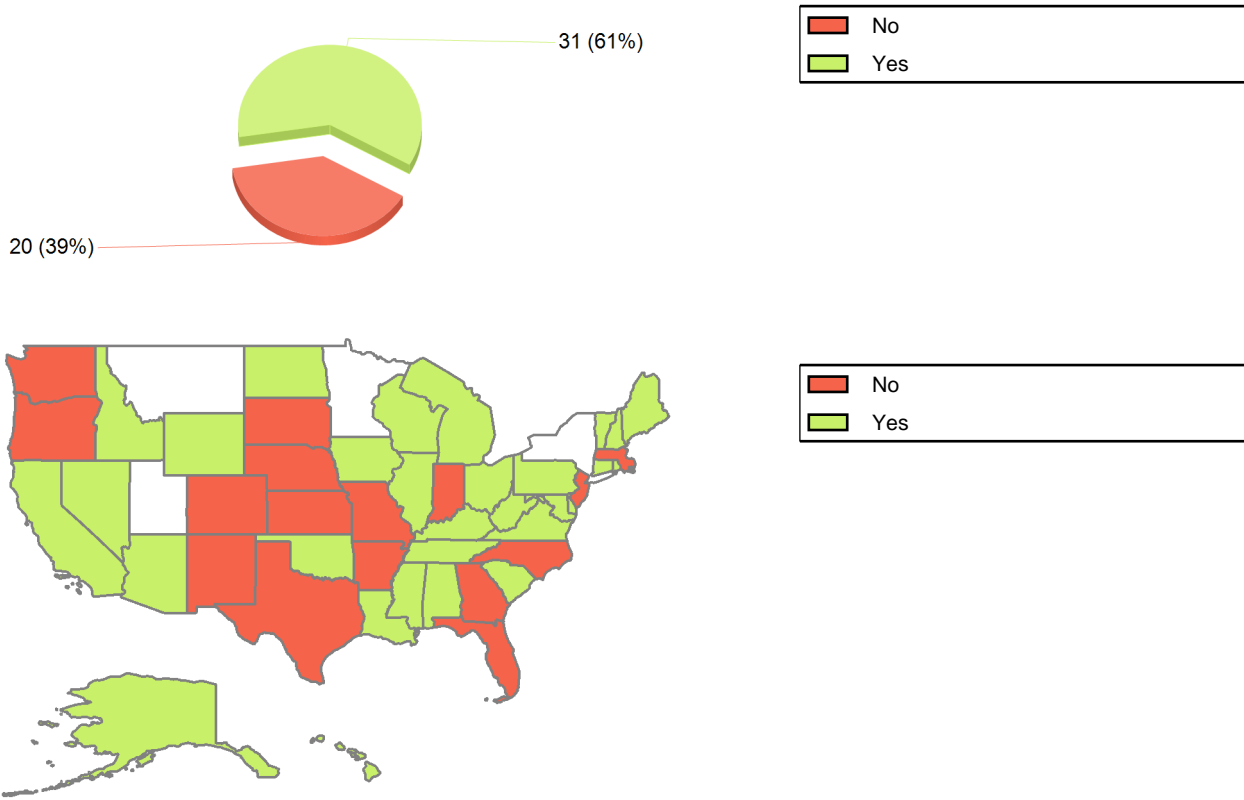 31 (61%)
No
Yes
20 (39%)
No
Yes